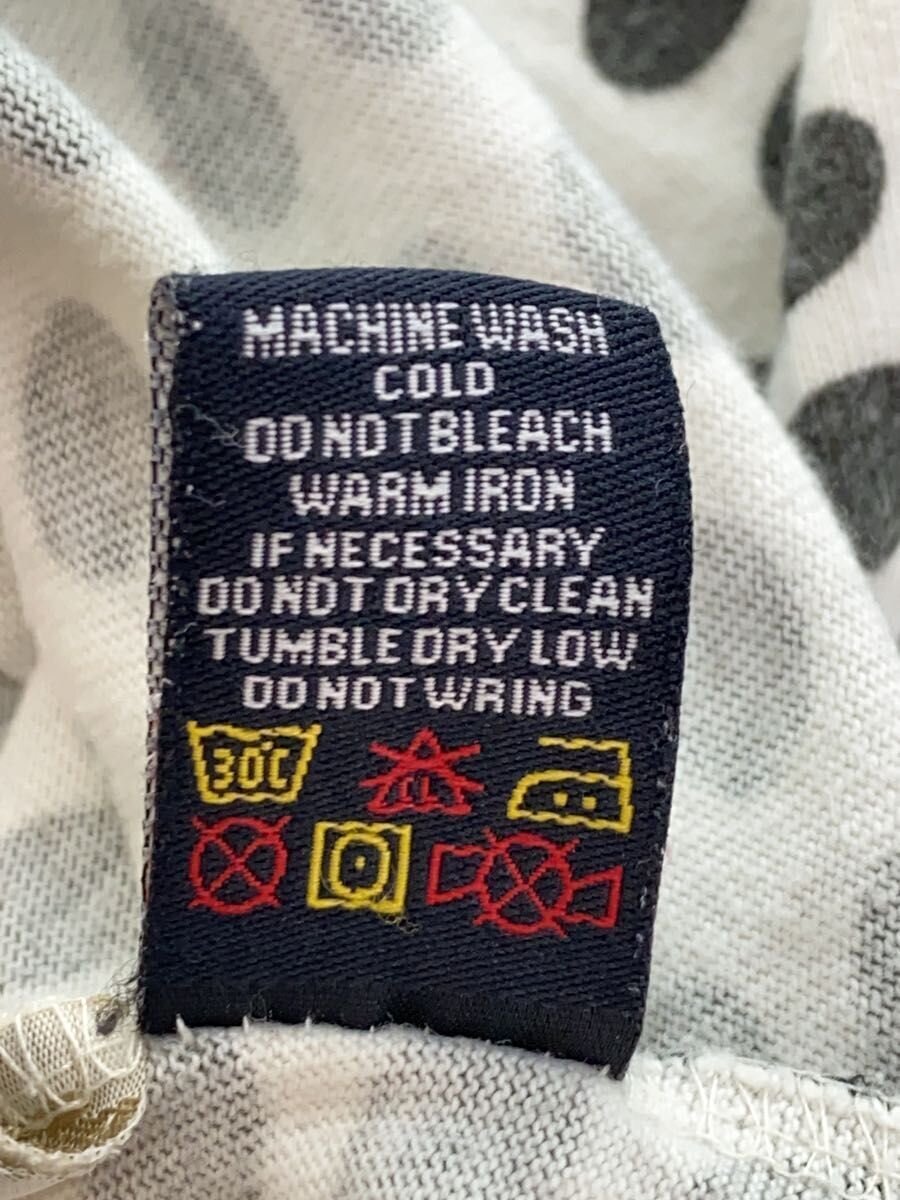 MACHINE WASH
COLD
DO NOT BLEACH
WARM IRON
IF NECESSARY
DO NOT DRY CLEAN
TUMBLE DRY LOW
DO NOT WRING
30°C